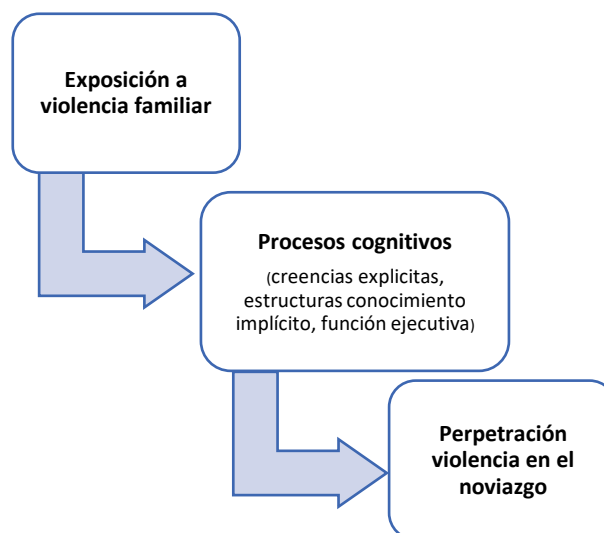 Exposición a
violencia familiar
Procesos cognitivos
(creencias explicitas,
estructuras conocimiento
implícito, función ejecutiva)
Perpetración
violencia en el
noviazgo